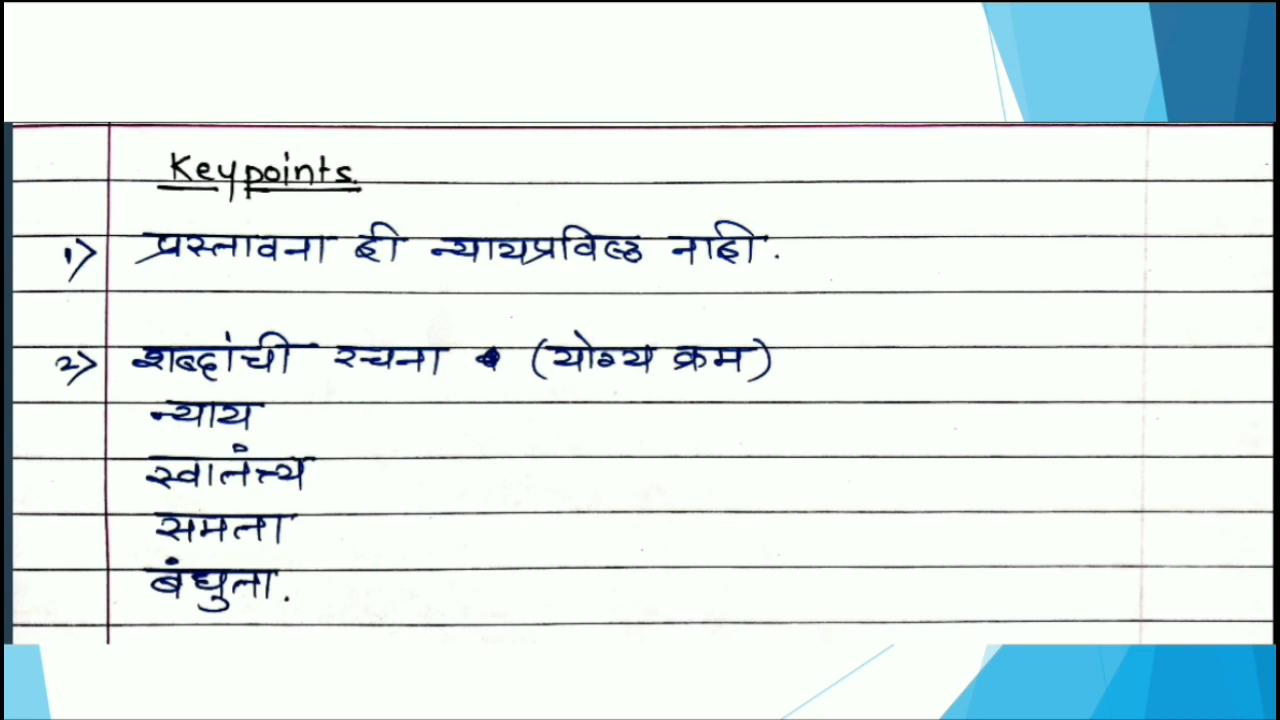 Keypoints.
1) प्रस्तावना ही न्यायप्रविष्ठ नाही.
2) शब्दांची रचना (योग्य क्रम)
न्याय
स्वातंत्र्य
समता
बंधुता.